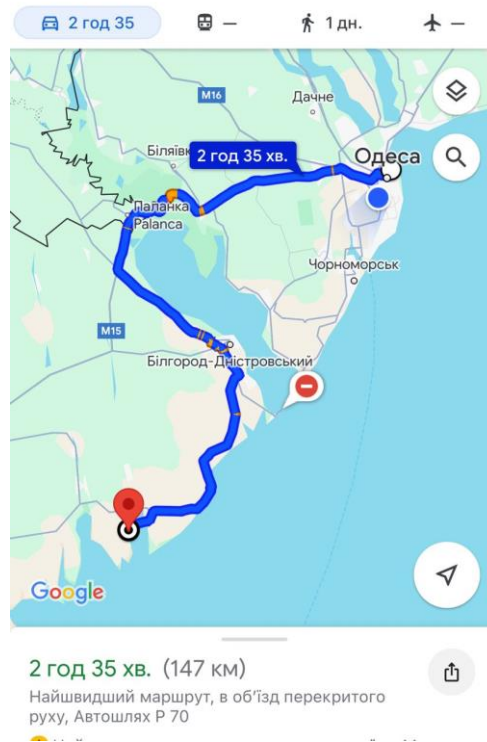 2 год 35
—
1 дн.
—
M16
Дачне
Біляївк
2 год 35 хв.
Одеса
Паланка
Palanca
Чорноморськ
M15
Білгород-Дністровський
Google
2 год 35 хв. (147 км)
Найшвидший маршрут, в об'їзд перекритого
руху, Автошлях Р 70